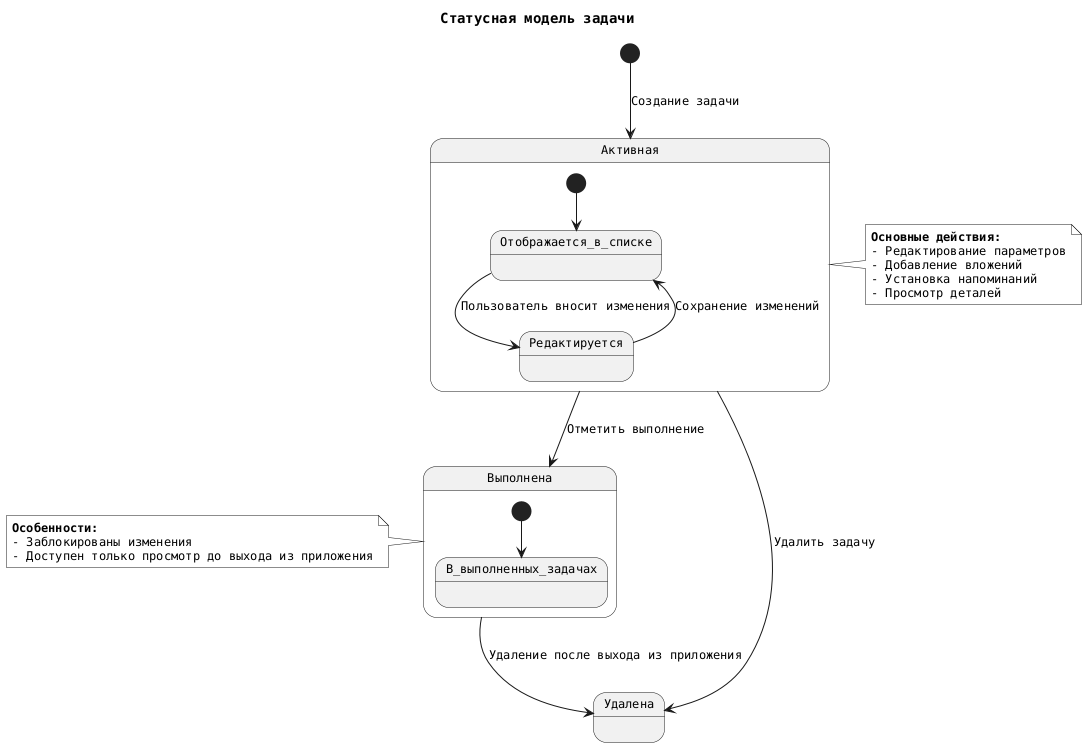 Статусная модель задачи
Создание задачи
Активная
Отображается_в_списке
Пользователь вносит изменения
Сохранение изменений
Редактируется
Основные действия:
- Редактирование параметров
- Добавление вложений
- Установка напоминаний
- Просмотр деталей
Отметить выполнение
Выполнена
В_выполненных_задачах
Особенности:
- Заблокированы изменения
- Доступен только просмотр до выхода из приложения
Удалить задачу
Удаление после выхода из приложения
Удалена